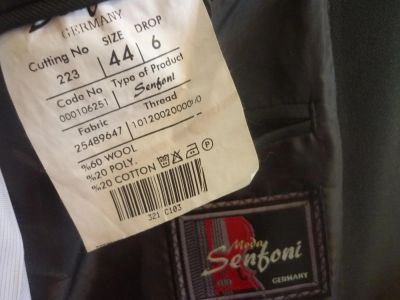 GERMANY
Cutting No SIZE DROP
223 44 6
Code No Type of Product
000106251 Senfoni
Fabric Thread
25489647 1012002000
%60 WOOL
%20 POLY.
%20 COTTON
321 C103
Moda
Senfoni
GERMANY